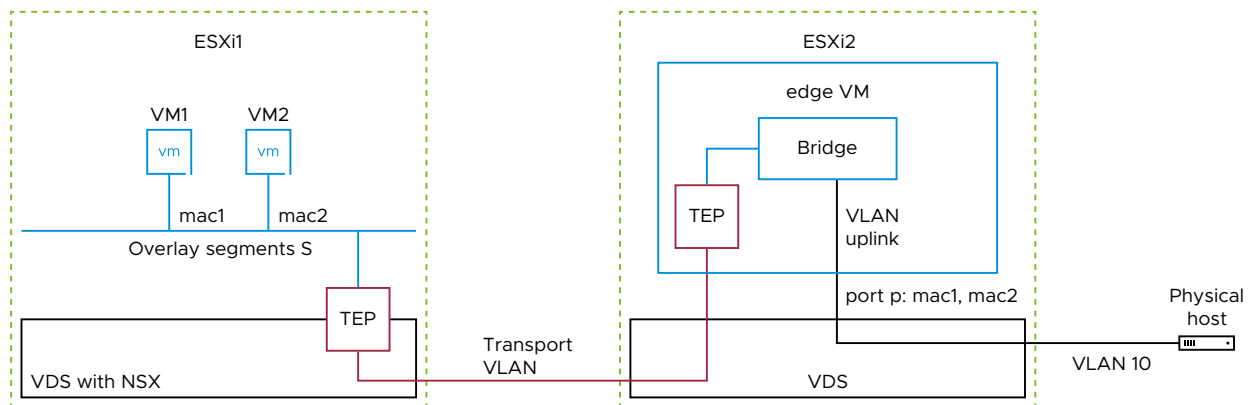 ESXi1
VM1
VM2
vm
vm
mac1
mac2
Overlay segments S
TEP
VDS with NSX
Transport
VLAN
ESXi2
edge VM
Bridge
TEP
VLAN
uplink
port p: mac1, mac2
VDS
Physical
host
VLAN 10